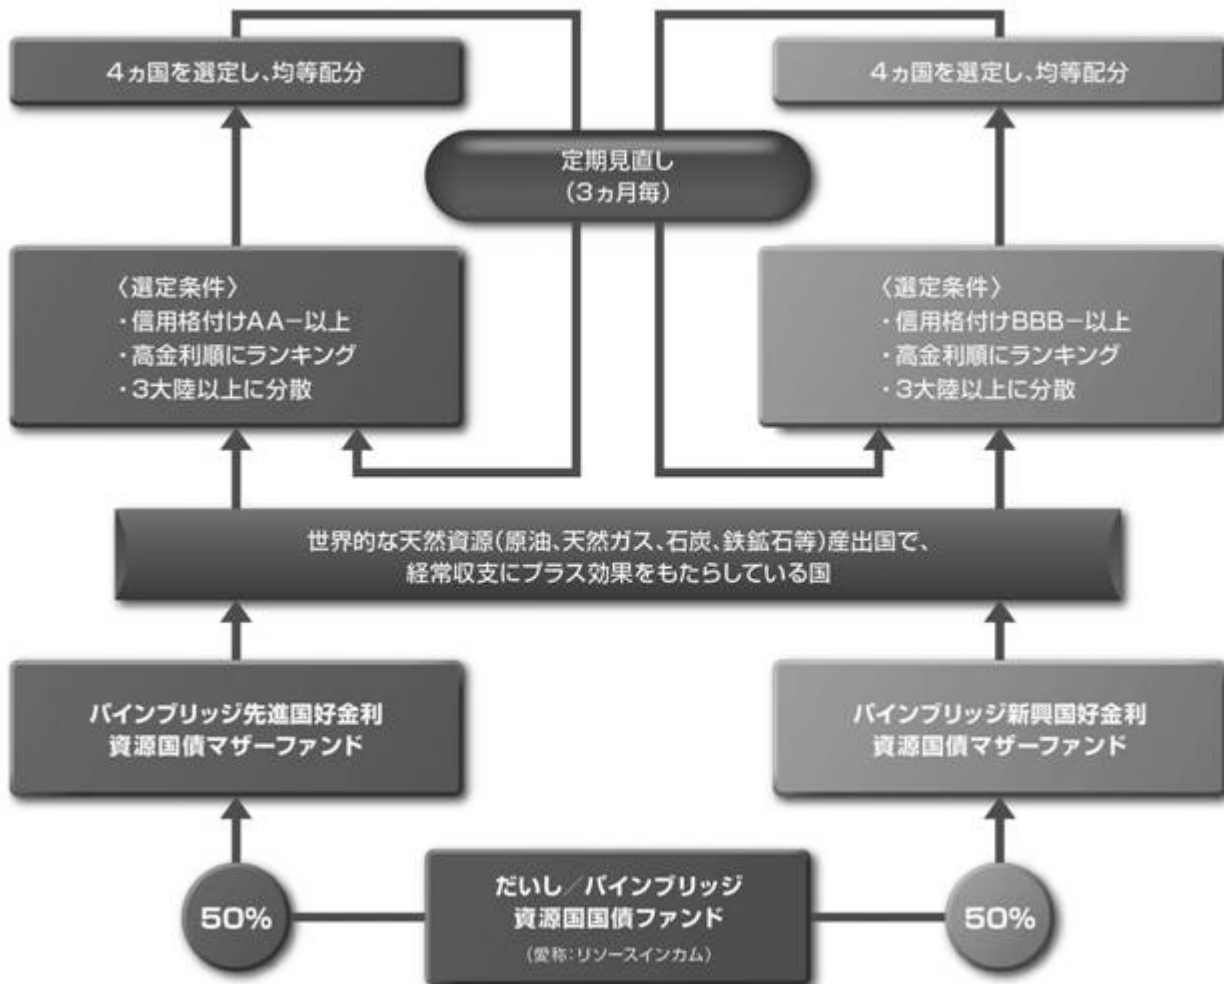 4ヵ国を選定し、均等配分
4ヵ国を選定し、均等配分
定期見直し
（3ヵ月毎）
〈選定条件〉
・信用格付けAA－以上
・高金利順にランキング
・3大陸以上に分散
〈選定条件〉
・信用格付けBBB－以上
・高金利順にランキング
・3大陸以上に分散
世界的な天然資源（原油、天然ガス、石炭、鉄鉱石等）産出国で、
経常収支にプラス効果をもたらしている国
パインブリッジ先進国好金利
資源国債マザーファンド
パインブリッジ新興国好金利
資源国債マザーファンド
50%
だいし／パインブリッジ
資源国国債ファンド
（愛称：リソースインカム）
50%